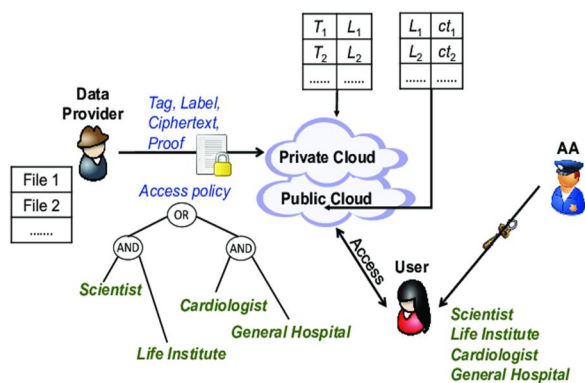 T1 L1
T2 L2
...... ......
L1 ct1
L2 ct2
...... ......
Data
Provider
Tag, Label,
Ciphertext,
Proof
Private Cloud
Public Cloud
AA
File 1
File 2
.......
Access policy
OR
AND
AND
Scientist
Cardiologist
General Hospital
Life Institute
Access
User
Scientist
Life Institute
Cardiologist
General Hospital